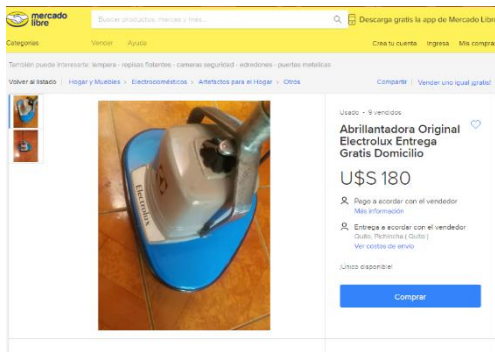 mercado
libre
Buscar productos, marcas y más...
Descarga gratis la app de Mercado Libre
Categorías Vender Ayuda
Crea tu cuenta Ingresa Mis compra
También puede interesarte: lampara - repisas flotantes - camaras seguridad - edredones - puertas metalicas
Volver al listado Hogar y Muebles > Electrodomésticos > Artefactos para el Hogar > Otros
Compartir Vender uno igual ¡gratis!
Usado - 9 vendidos
Abrillantadora Original
Electrolux Entrega
Gratis Domicilio
U$S 180
Pago a acordar con el vendedor
Más información
Entrega a acordar con el vendedor
Quito, Pichincha (Quito)
Ver costos de envío
¡Único disponible!
Comprar
Electrolux